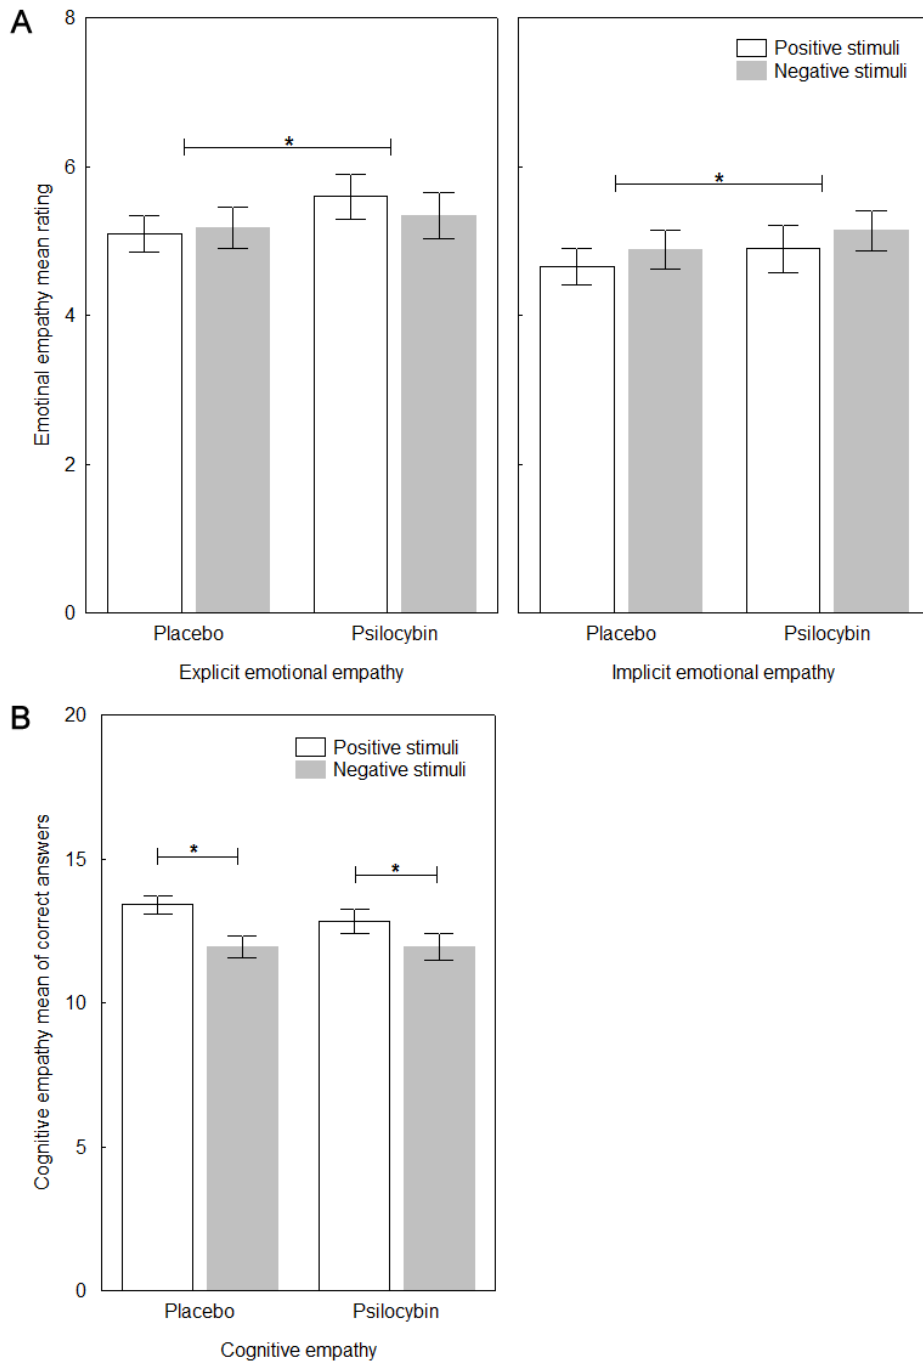 A
8
6
4
2
0
Emotinal empathy mean rating
*
Placebo
Psilocybin
Explicit emotional empathy
Positive stimuli
Negative stimuli
*
Placebo
Psilocybin
Implicit emotional empathy
B
20
15
10
5
0
Cognitive empathy mean of correct answers
Positive stimuli
Negative stimuli
*
*
Placebo
Psilocybin
Cognitive empathy